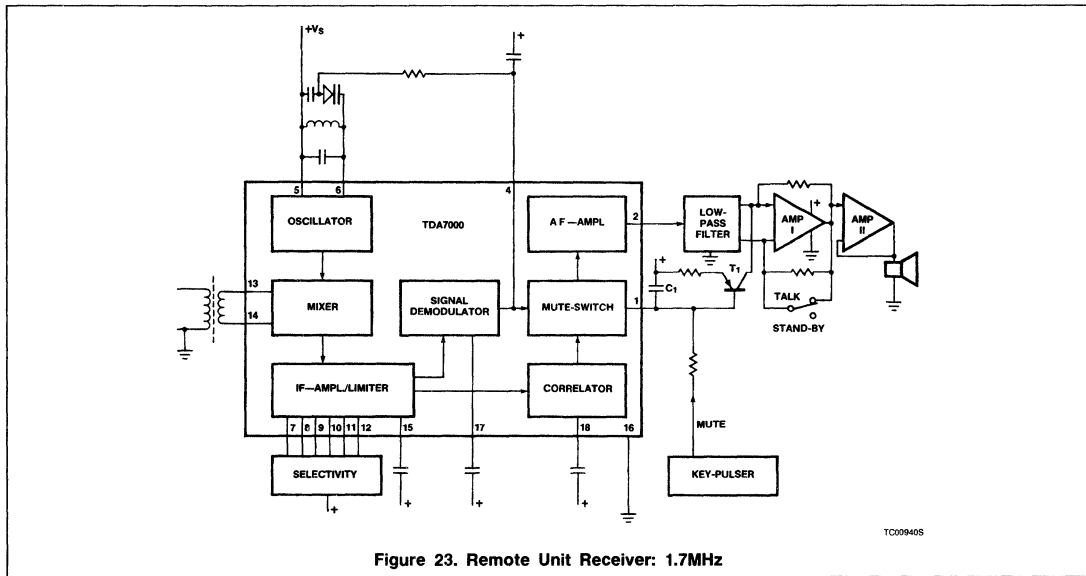 +VS
+
5
6
4
OSCILLATOR
TDA7000
A F—AMPL
2
LOW-
PASS
FILTER
+
AMP
I
AMP
II
13
14
MIXER
SIGNAL
DEMODULATOR
MUTE-SWITCH
1
+
C1
T1
TALK
STAND-BY
IF—AMPL./LIMITER
CORRELATOR
7
8
9
10
11
12
15
17
18
16
MUTE
SELECTIVITY
+
+
+
+
KEY-PULSER
TC00940S
Figure 23. Remote Unit Receiver: 1.7MHz